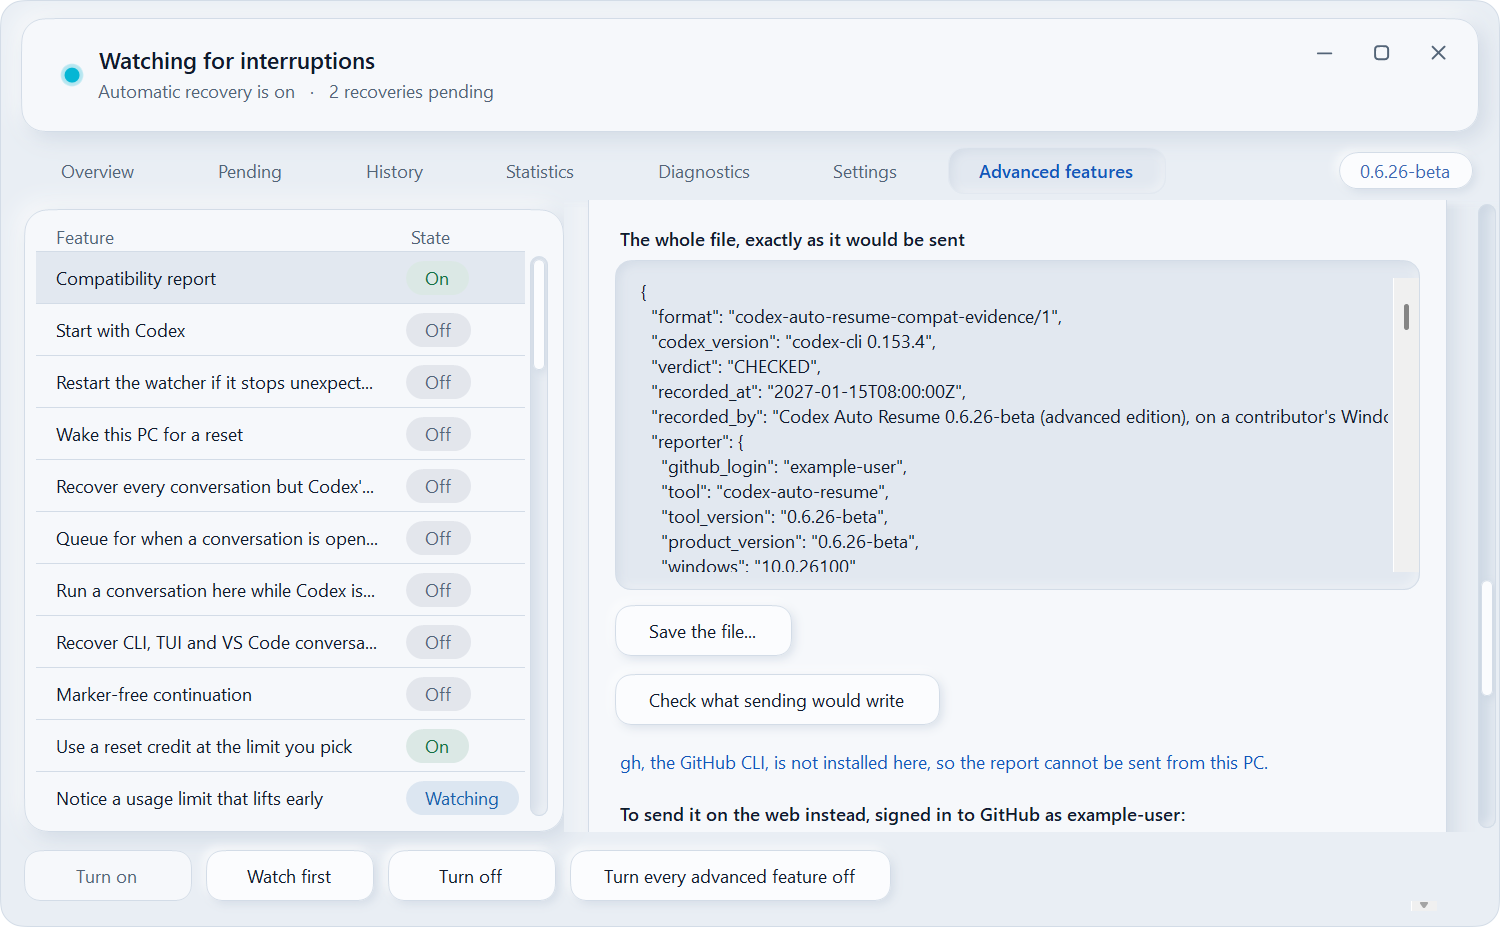 Watching for interruptions
Automatic recovery is on · 2 recoveries pending
Overview
Pending
History
Statistics
Diagnostics
Settings
Advanced features
0.6.26-beta
Feature
State
Compatibility report
On
Start with Codex
Off
Restart the watcher if it stops unexpect...
Off
Wake this PC for a reset
Off
Recover every conversation but Codex'...
Off
Queue for when a conversation is open...
Off
Run a conversation here while Codex is...
Off
Recover CLI, TUI and VS Code conversa...
Off
Marker-free continuation
Off
Use a reset credit at the limit you pick
On
Notice a usage limit that lifts early
Watching
The whole file, exactly as it would be sent
{
"format": "codex-auto-resume-compat-evidence/1",
"codex_version": "codex-cli 0.153.4",
"verdict": "CHECKED",
"recorded_at": "2027-01-15T08:00:00Z",
"recorded_by": "Codex Auto Resume 0.6.26-beta (advanced edition), on a contributor's Windo
"reporter": {
"github_login": "example-user",
"tool": "codex-auto-resume",
"tool_version": "0.6.26-beta",
"product_version": "0.6.26-beta",
"windows": "10.0.26100"
Save the file...
Check what sending would write
gh, the GitHub CLI, is not installed here, so the report cannot be sent from this PC.
To send it on the web instead, signed in to GitHub as example-user:
Turn on
Watch first
Turn off
Turn every advanced feature off